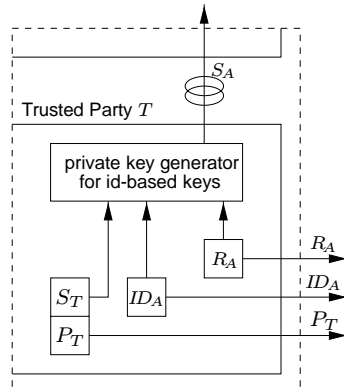 S_A
Trusted Party T
private key generator
for id-based keys
R_A
R_A
ID_A
S_T
ID_A
P_T
P_T